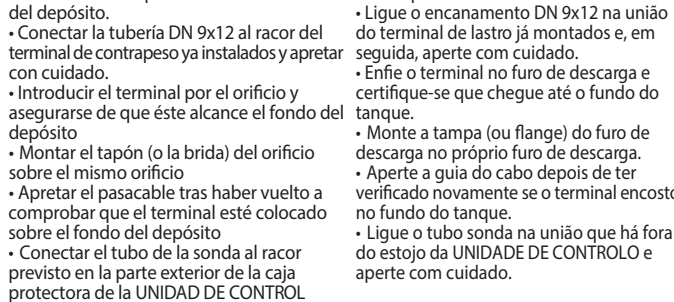 del depósito.
• Conectar la tubería DN 9x12 al racor del
terminal de contrapeso ya instalados y apretar
con cuidado.
• Introducir el terminal por el orificio y
asegurarse de que éste alcance el fondo del
depósito
• Montar el tapón (o la brida) del orificio
sobre el mismo orificio
• Apretar el pasacable tras haber vuelto a
comprobar que el terminal esté colocado
sobre el fondo del depósito
• Conectar el tubo de la sonda al racor
previsto en la parte exterior de la caja
protectora de la UNIDAD DE CONTROL
• Ligue o encanamento DN 9x12 na união
do terminal de lastro já montados e, em
seguida, aperte com cuidado.
• Enfie o terminal no furo de descarga e
certifique-se que chegue até o fundo do
tanque.
• Monte a tampa (ou flange) do furo de
descarga no próprio furo de descarga.
• Aperte a guia do cabo depois de ter
verificado novamente se o terminal encosto
no fundo do tanque.
• Ligue o tubo sonda na união que há fora
do estojo da UNIDADE DE CONTROLO e
aperte com cuidado.